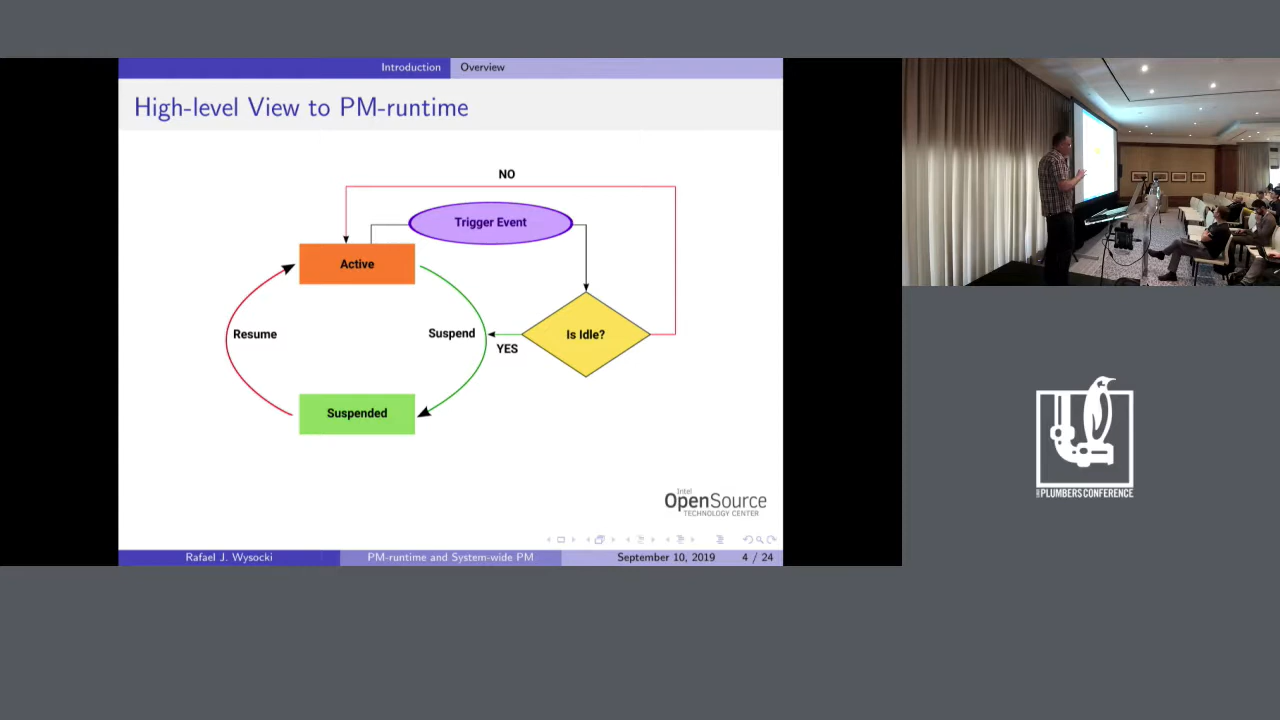 Introduction Overview
High-level View to PM-runtime
NO
Trigger Event
Active
Resume
Suspend
YES
Is Idle?
Suspended
intel
OpenSource
TECHNOLOGY CENTER
Rafael J. Wysocki PM-runtime and System-wide PM September 10, 2019 4 / 24
PLUMBERS CONFERENCE